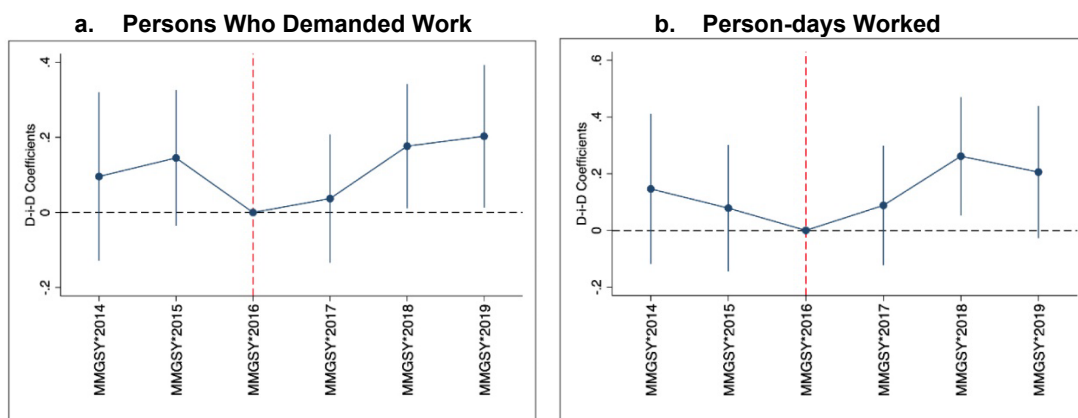 a. Persons Who Demanded Work
D-i-D Coefficients
.4
.2
0
-.2
MMGSY*2014
MMGSY*2015
MMGSY*2016
MMGSY*2017
MMGSY*2018
MMGSY*2019
b. Person-days Worked
D-i-D Coefficients
.6
.4
.2
0
-.2
MMGSY*2014
MMGSY*2015
MMGSY*2016
MMGSY*2017
MMGSY*2018
MMGSY*2019